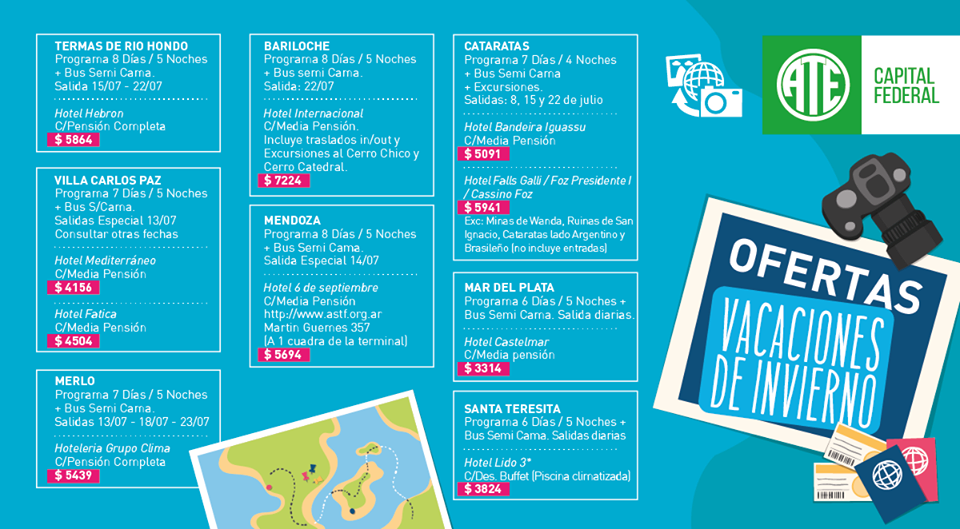 TERMAS DE RIO HONDO
Programa 8 Días / 5 Noches
+ Bus Semi Cama.
Salida 15/07 - 22/07
Hotel Hebron
C/Pensión Completa
$ 5864
VILLA CARLOS PAZ
Programa 7 Días / 5 Noches
+ Bus S/Cama.
Salidas Especial 13/07
Consultar otras fechas
Hotel Mediterráneo
C/Media Pensión
$ 4156
Hotel Fatica
C/Media Pensión
$ 4504
MERLO
Programa 7 Días / 5 Noches
+ Bus Semi Cama.
Salidas 13/07 - 18/07 - 23/07
Hoteleria Grupo Clima
C/Pensión Completa
$ 5439
BARILOCHE
Programa 8 Días / 5 Noches
+ Bus semi Cama.
Salida: 22/07
Hotel Internacional
C/Media Pensión.
Incluye traslados in/out y
Excursiones al Cerro Chico y
Cerro Catedral.
$ 7224
MENDOZA
Programa 8 Días / 5 Noches
+ Bus Semi Cama.
Salida Especial 14/07
Hotel 6 de septiembre
C/Media Pensión
http://www.astf.org.ar
Martin Guernes 357
(A 1 cuadra de la terminal)
$ 5694
CATARATAS
Programa 7 Días / 4 Noches
+ Bus Semi Cama
+ Excursiones.
Salidas: 8, 15 y 22 de julio
Hotel Bandeira Iguassu
C/Media Pensión
$ 5091
Hotel Falls Galli / Foz Presidente I
/ Cassino Foz
$ 5941
Exc: Minas de Wanda, Ruinas de San
Ignacio, Cataratas lado Argentino y
Brasileño (no incluye entradas)
MAR DEL PLATA
Programa 6 Días / 5 Noches +
Bus Semi Cama. Salida diarias.
Hotel Castelmar
C/Media pensión
$ 3314
SANTA TERESITA
Programa 6 Días / 5 Noches +
Bus Semi Cama. Salidas diarias
Hotel Lido 3*
C/Des. Buffet (Piscina climatizada)
$ 3824
ATE
CAPITAL
FEDERAL
OFERTAS
VACACIONES
DE INVIERNO